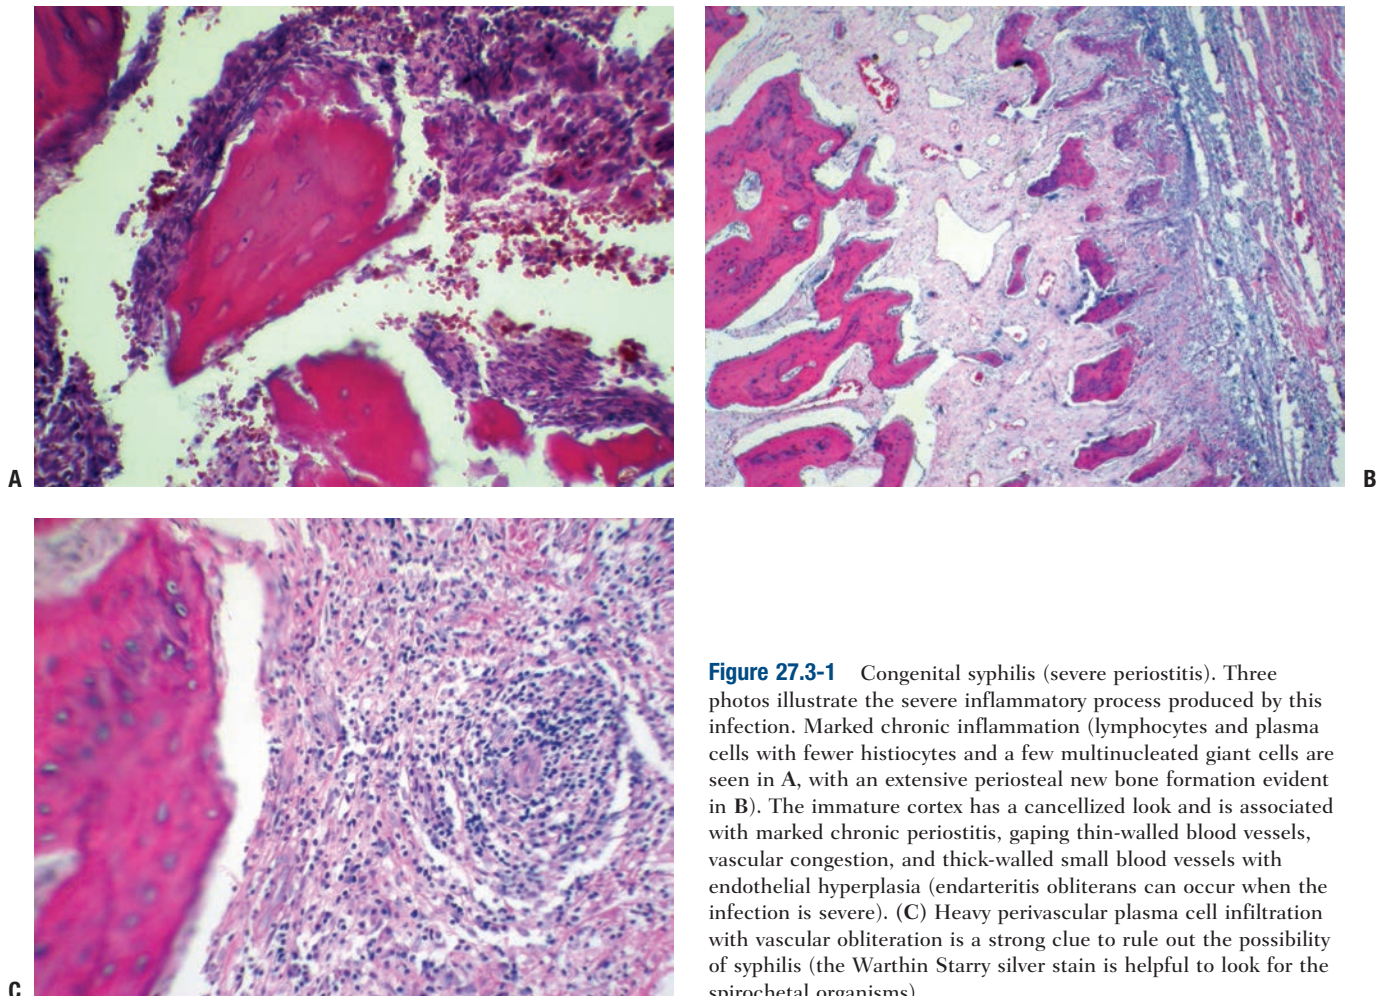 A
B
C
Figure 27.3-1 Congenital syphilis (severe periostitis). Three
photos illustrate the severe inflammatory process produced by this
infection. Marked chronic inflammation (lymphocytes and plasma
cells with fewer histiocytes and a few multinucleated giant cells are
seen in A, with an extensive periosteal new bone formation evident
in B). The immature cortex has a cancellized look and is associated
with marked chronic periostitis, gaping thin-walled blood vessels,
vascular congestion, and thick-walled small blood vessels with
endothelial hyperplasia (endarteritis obliterans can occur when the
infection is severe). (C) Heavy perivascular plasma cell infiltration
with vascular obliteration is a strong clue to rule out the possibility
of syphilis (the Warthin Starry silver stain is helpful to look for the
spirochetal organisms)